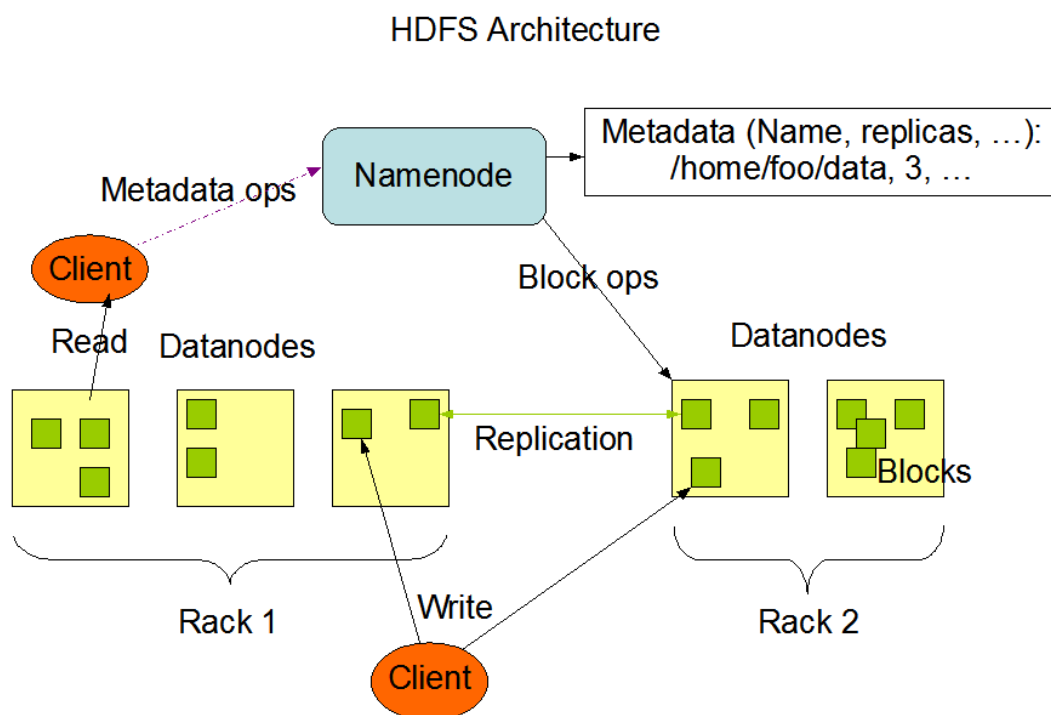 HDFS Architecture
Metadata (Name, replicas, …):
/home/foo/data, 3, …
Namenode
Metadata ops
Client
Block ops
Read
Datanodes
Datanodes
Replication
Blocks
Write
Rack 1
Rack 2
Client